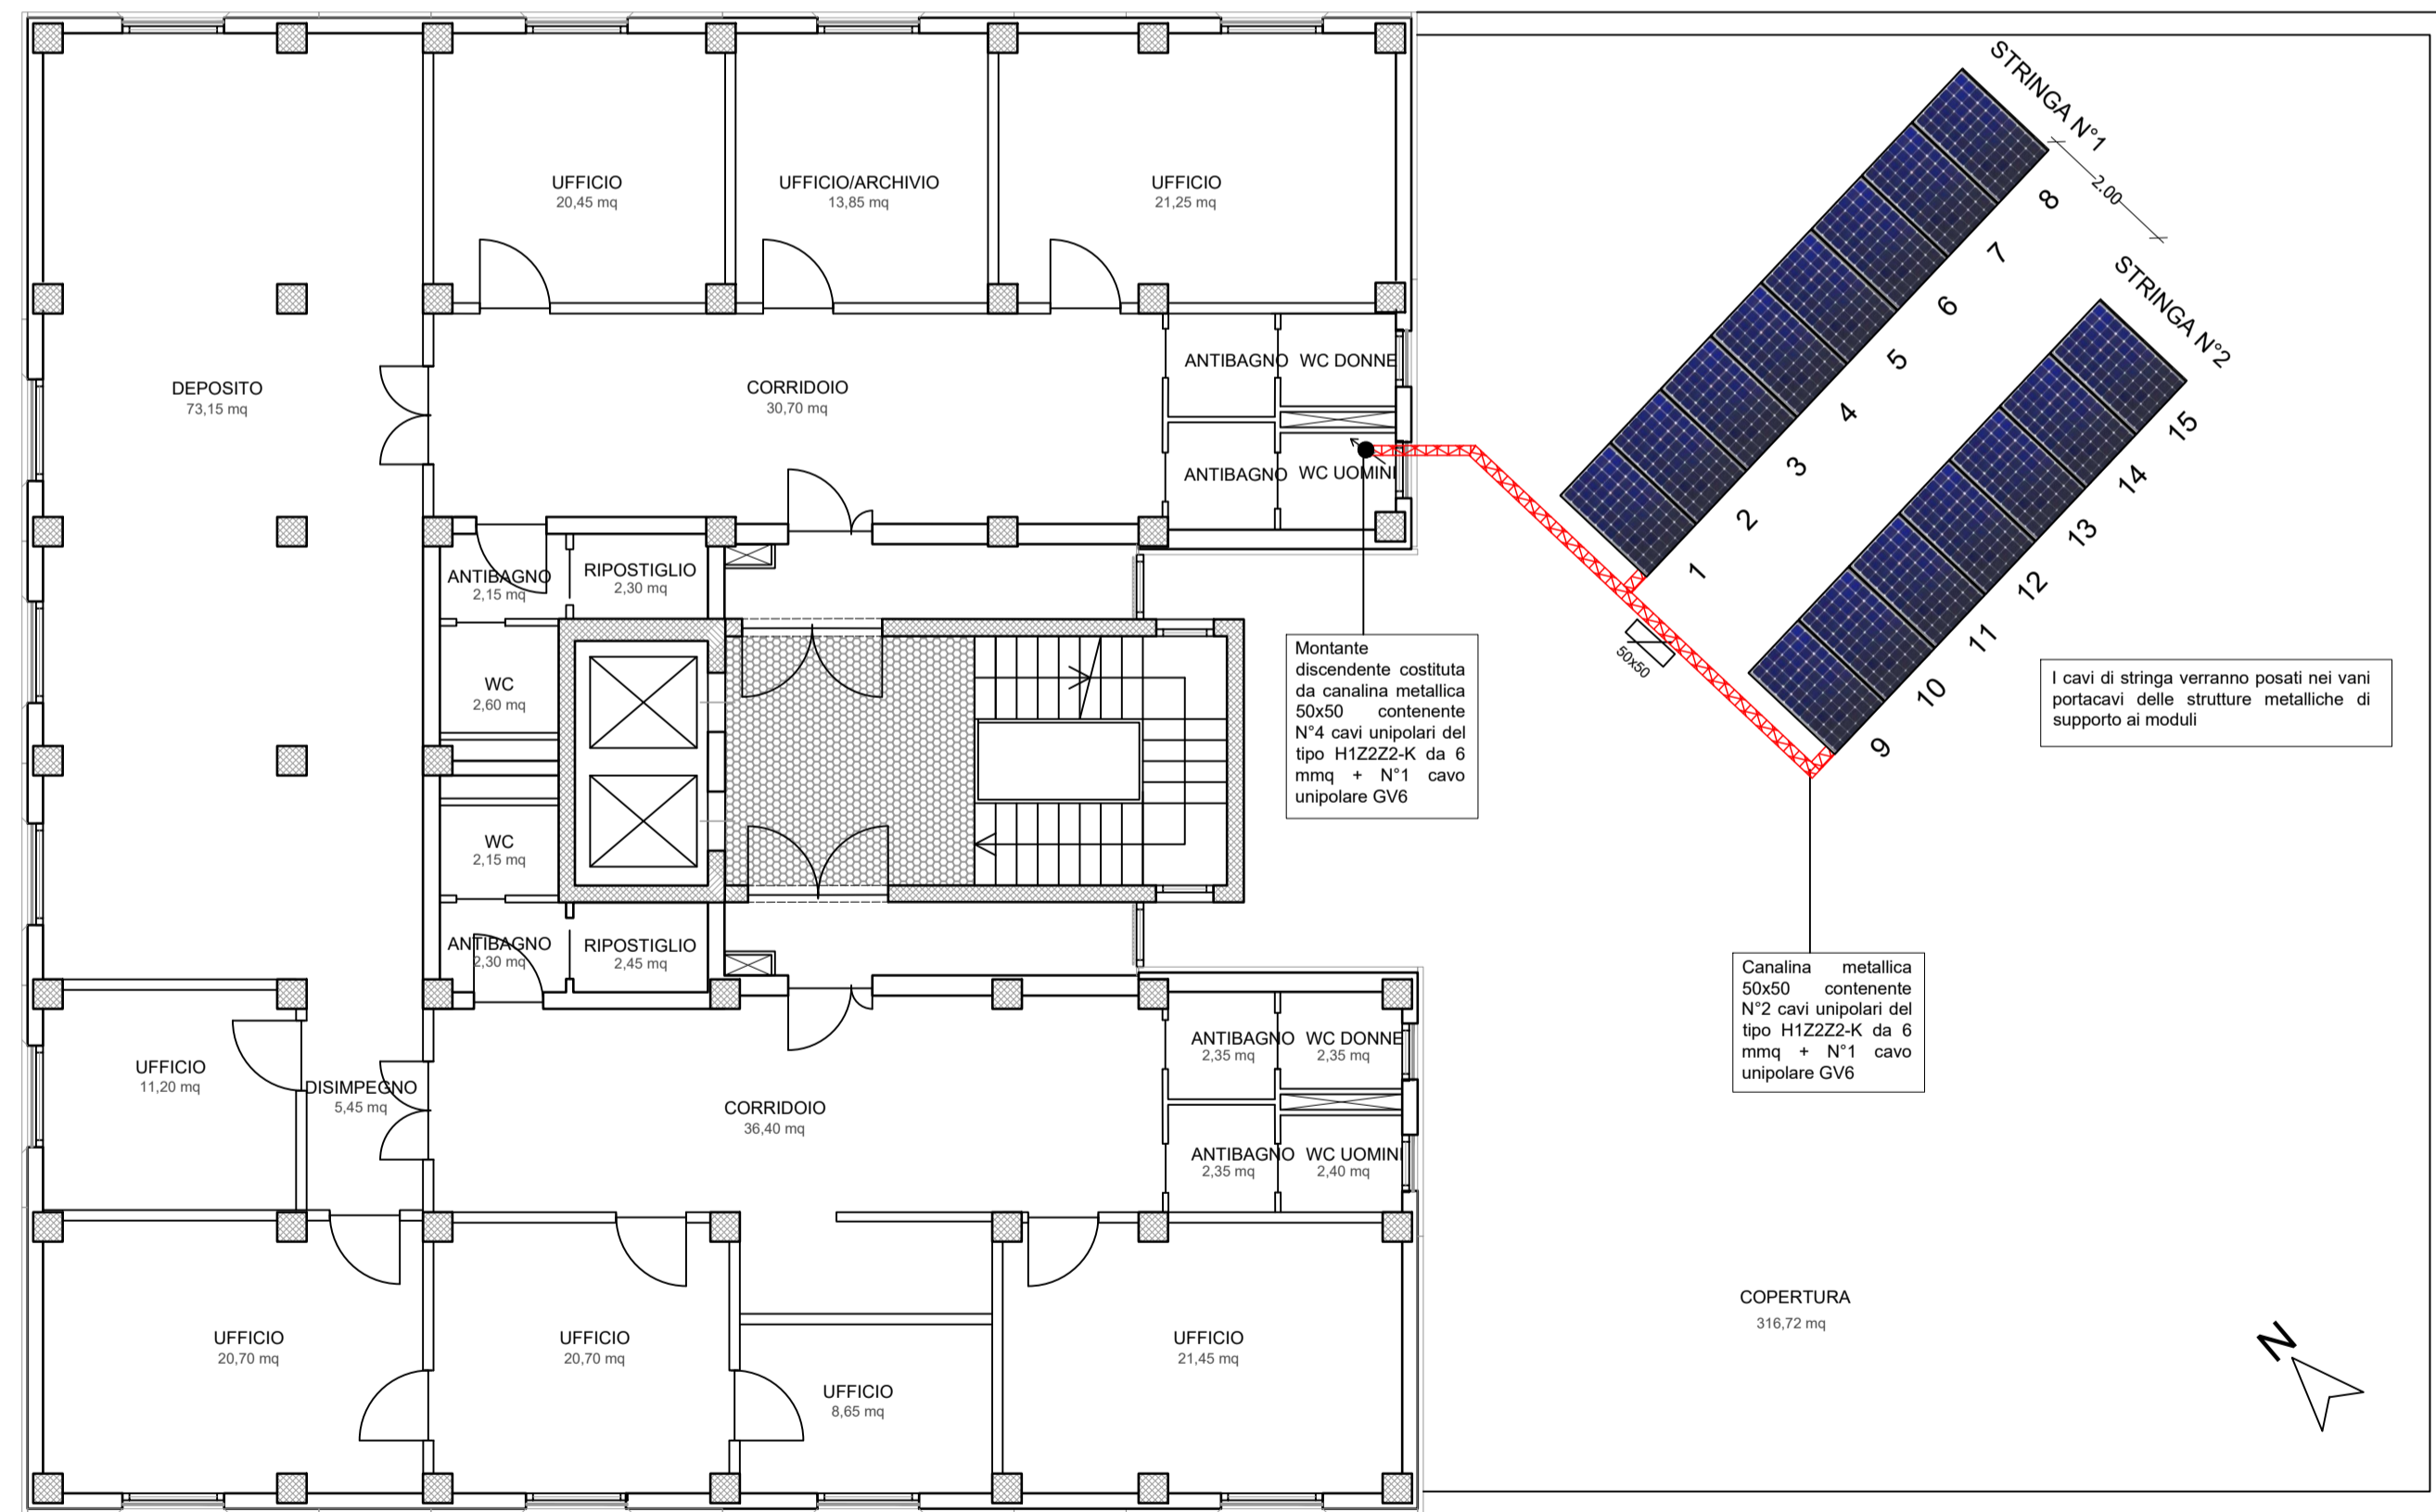 STRINGA N°1
8
2.00
7
6
5
4
3
2
1
STRINGA N°2
15
14
13
12
11
10
9
50x50
UFFICIO
20,45 mq
UFFICIO/ARCHIVIO
13,85 mq
UFFICIO
21,25 mq
DEPOSITO
73,15 mq
CORRIDOIO
30,70 mq
ANTIBAGNO
WC DONNE
ANTIBAGNO
WC UOMINI
ANTIBAGNO
2,15 mq
RIPOSTIGLIO
2,30 mq
WC
2,60 mq
WC
2,15 mq
ANTIBAGNO
2,30 mq
RIPOSTIGLIO
2,45 mq
Montante
discendente costituta
da canalina metallica
50x50 contenente
N°4 cavi unipolari del
tipo H1Z2Z2-K da 6
mmq + N°1 cavo
unipolare GV6
I cavi di stringa verranno posati nei vani
portacavi delle strutture metalliche di
supporto ai moduli
Canalina metallica
50x50 contenente
N°2 cavi unipolari del
tipo H1Z2Z2-K da 6
mmq + N°1 cavo
unipolare GV6
UFFICIO
11,20 mq
DISIMPEGNO
5,45 mq
CORRIDOIO
36,40 mq
ANTIBAGNO
2,35 mq
WC DONNE
2,35 mq
ANTIBAGNO
2,35 mq
WC UOMINI
2,40 mq
UFFICIO
20,70 mq
UFFICIO
20,70 mq
UFFICIO
8,65 mq
UFFICIO
21,45 mq
COPERTURA
316,72 mq
N